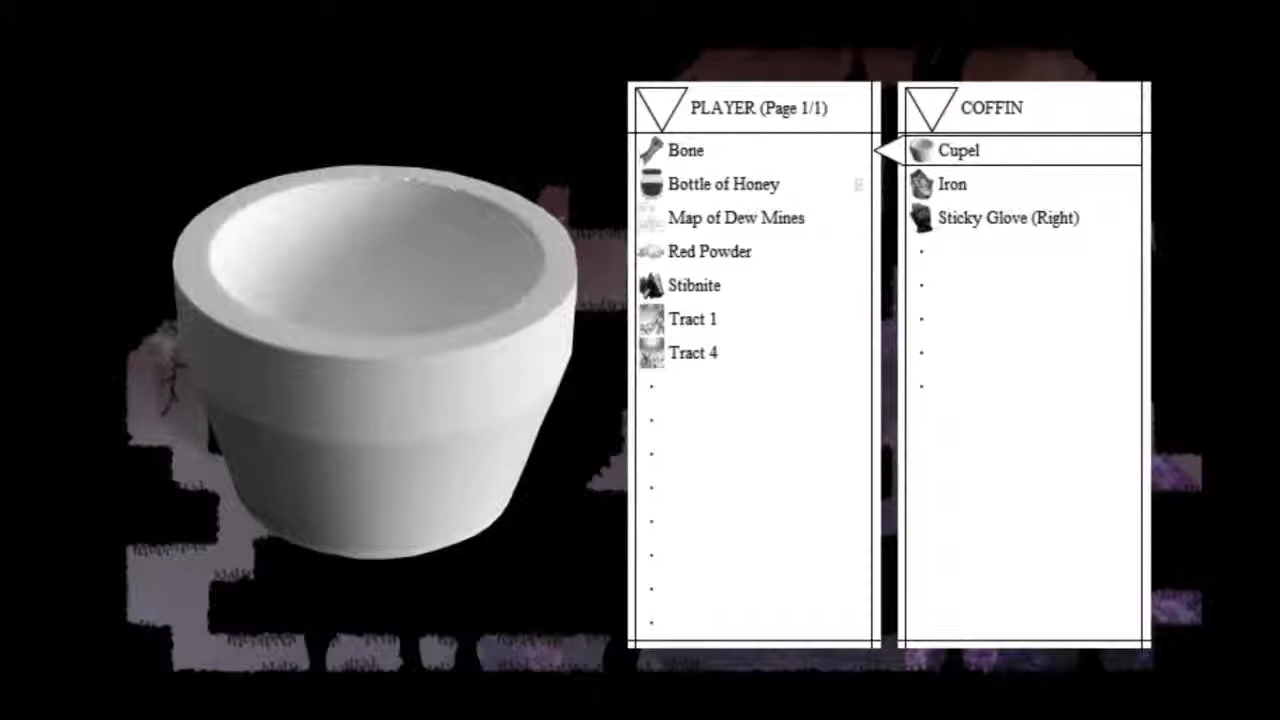 PLAYER (Page 1/1)
Bone
Bottle of Honey
Map of Dew Mines
Red Powder
Stibnite
Tract 1
Tract 4
COFFIN
Cupel
Iron
Sticky Glove (Right)